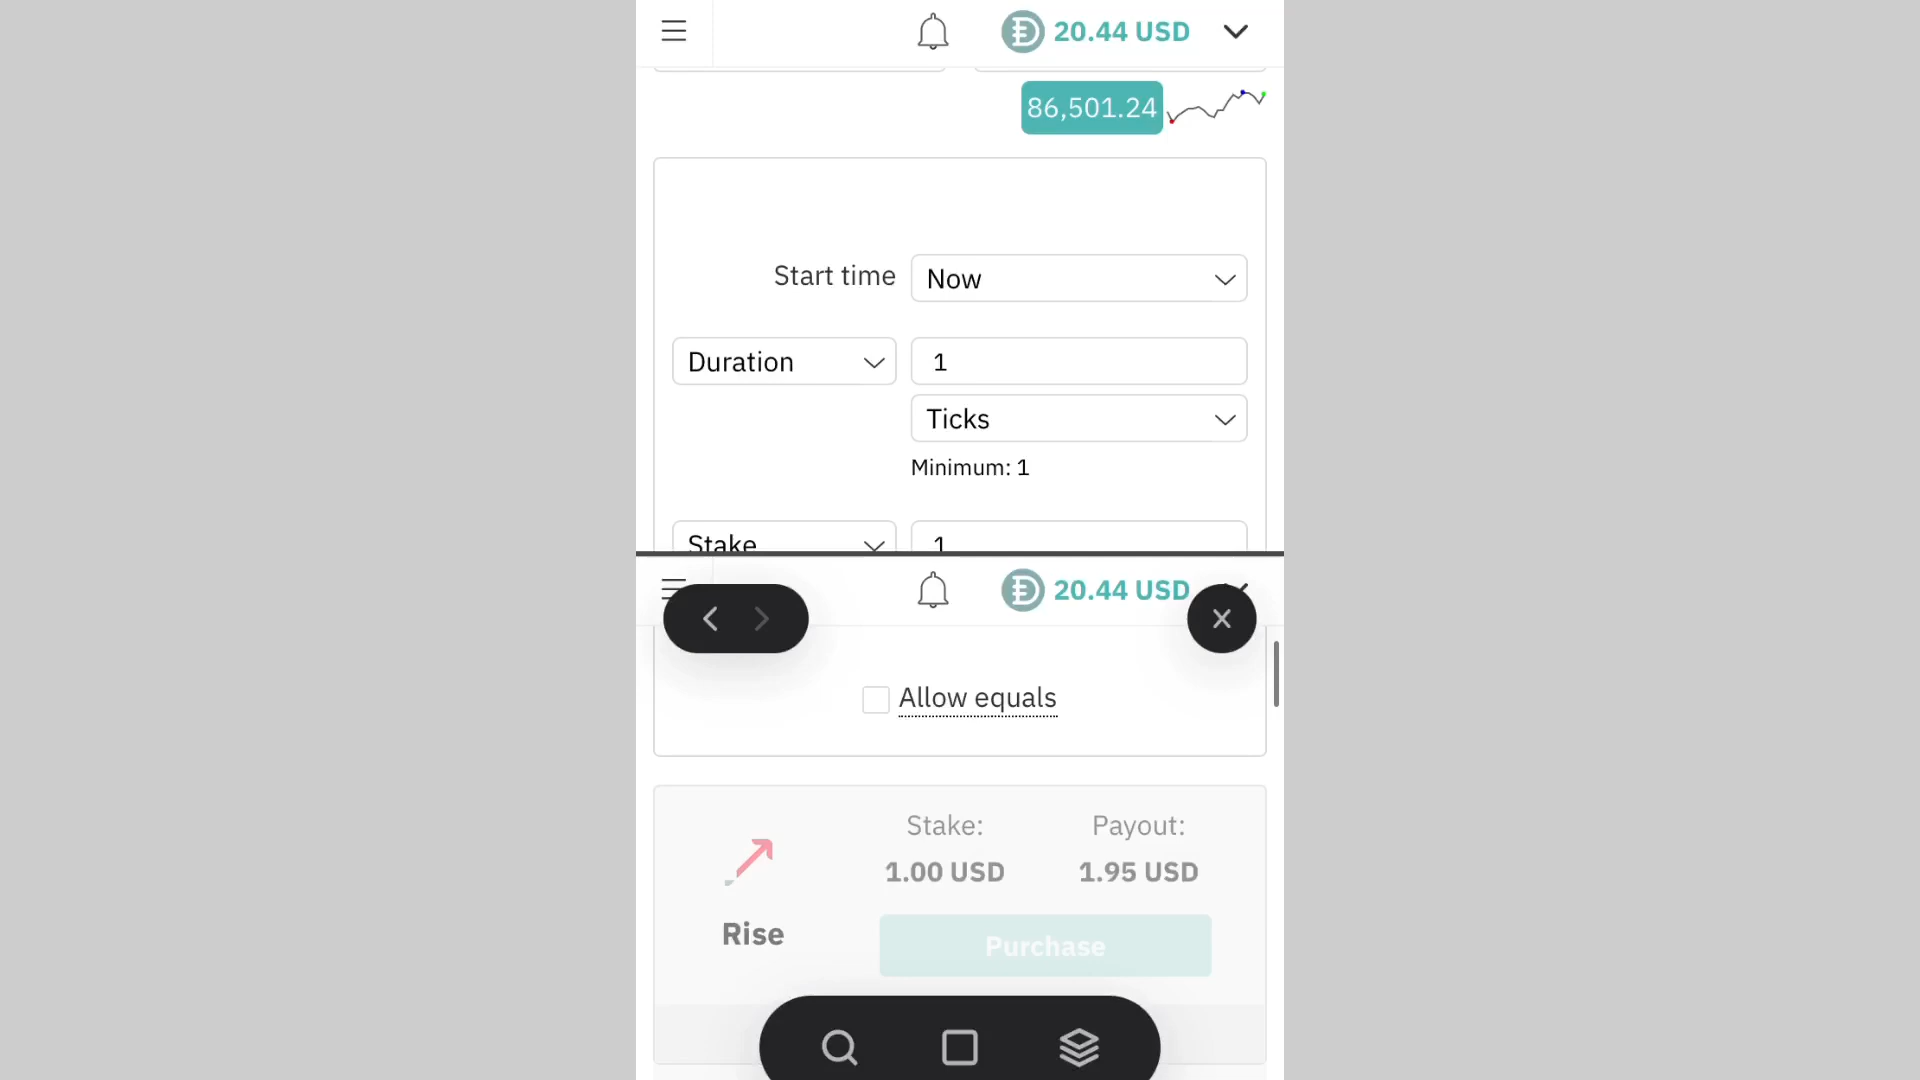 20.44 USD
86,501.24
Start time
Now
Duration
1
Ticks
Minimum: 1
Stake
1
20.44 USD
Allow equals
Stake:
Payout:
1.00 USD
1.95 USD
Rise
Purchase